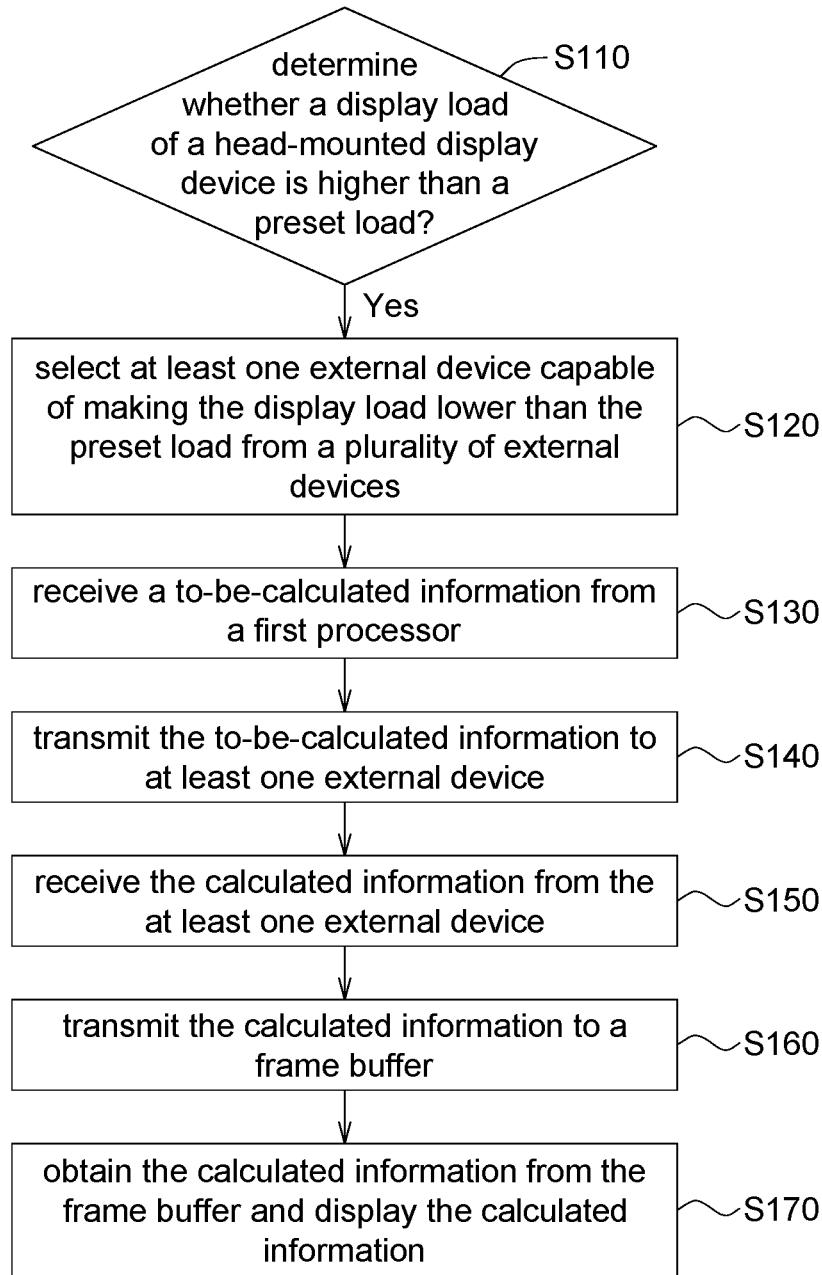 determine
whether a display load
of a head-mounted display
device is higher than a
preset load?
S110
Yes
select at least one external device capable
of making the display load lower than the
preset load from a plurality of external
devices
S120
receive a to-be-calculated information from
a first processor
S130
transmit the to-be-calculated information to
at least one external device
S140
receive the calculated information from the
at least one external device
S150
transmit the calculated information to a
frame buffer
S160
obtain the calculated information from the
frame buffer and display the calculated
information
S170